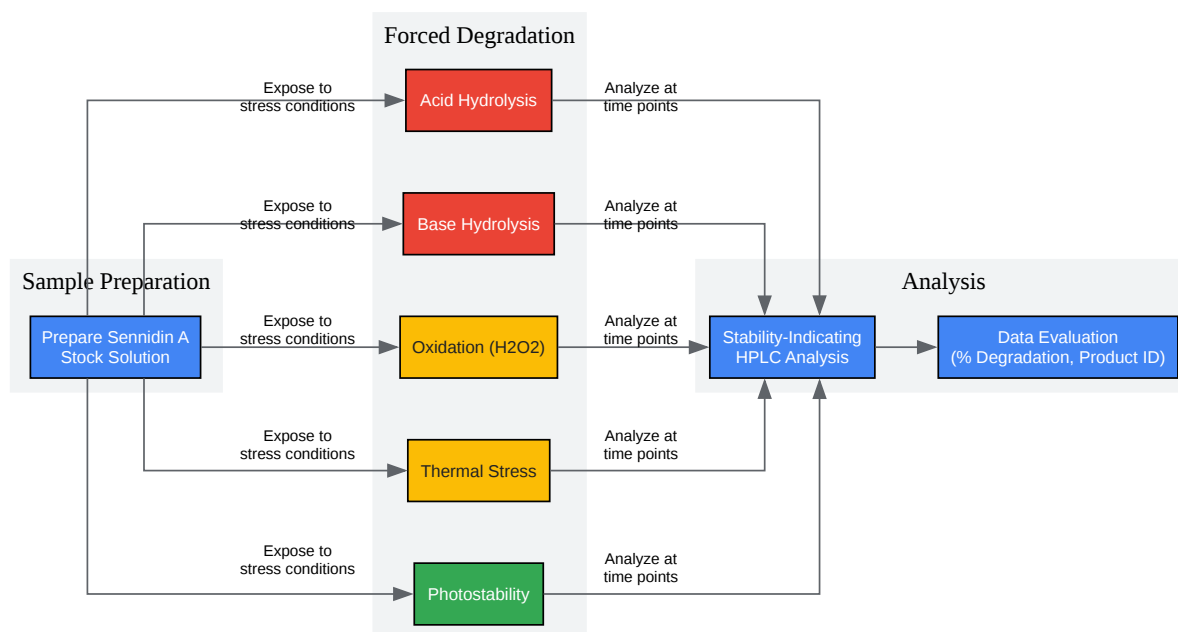 Forced Degradation
Expose to
stress conditions
Acid Hydrolysis
Analyze at
time points
Expose to
stress conditions
Base Hydrolysis
Analyze at
time points
Sample Preparation
Analysis
Prepare Sennidin A
Stock Solution
Expose to
stress conditions
Oxidation (H2O2)
Analyze at
time points
Stability-Indicating
HPLC Analysis
Data Evaluation
(% Degradation, Product ID)
Expose to
stress conditions
Thermal Stress
Analyze at
time points
Expose to
stress conditions
Photostability
Analyze at
time points